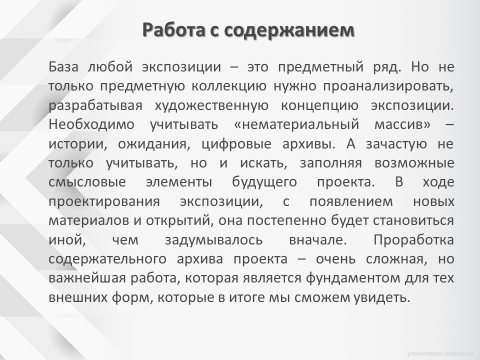 Работа с содержанием
База любой экспозиции – это предметный ряд. Но не
только предметную коллекцию нужно проанализировать,
разрабатывая художественную концепцию экспозиции.
Необходимо учитывать «нематериальный массив» –
истории, ожидания, цифровые архивы. А зачастую не
только учитывать, но и искать, заполняя возможные
смысловые элементы будущего проекта. В ходе
проектирования экспозиции, с появлением новых
материалов и открытий, она постепенно будет становиться
иной, чем задумывалось вначале. Проработка
содержательного архива проекта – очень сложная, но
важнейшая работа, которая является фундаментом для тех
внешних форм, которые в итоге мы сможем увидеть.